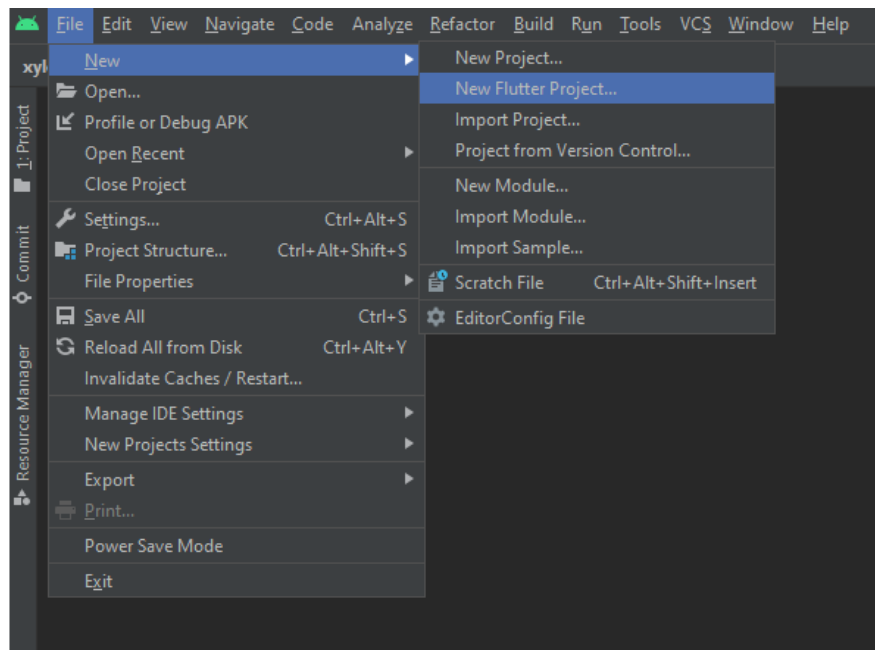 File Edit View Navigate Code Analyze Refactor Build Run Tools VCS Window Help
xyl
1: Project
Commit
Resource Manager
New
Open...
Profile or Debug APK
Open Recent
Close Project
Settings... Ctrl+Alt+S
Project Structure... Ctrl+Alt+Shift+S
File Properties
Save All Ctrl+S
Reload All from Disk Ctrl+Alt+Y
Invalidate Caches / Restart...
Manage IDE Settings
New Projects Settings
Export
Print...
Power Save Mode
Exit
New Project...
New Flutter Project...
Import Project...
Project from Version Control...
New Module...
Import Module...
Import Sample...
Scratch File Ctrl+Alt+Shift+Insert
EditorConfig File